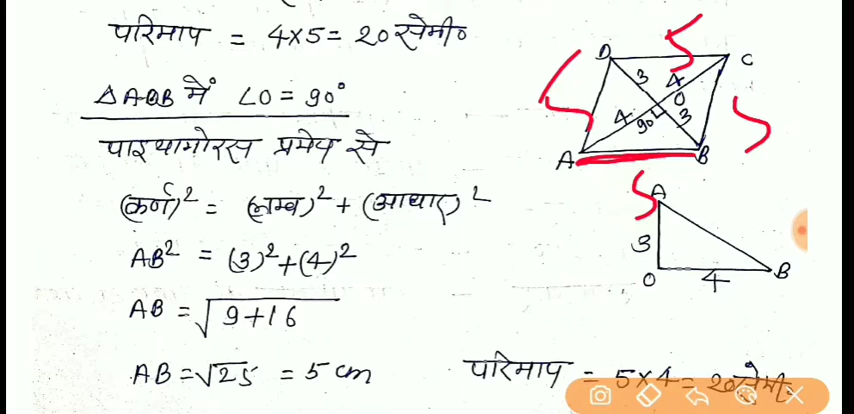 परिमाप = 4×5 = 20 सेमी०
D 5 C
5 3 4 O 5
4 90° 3
A B
△AOB में ∠O = 90°
पाइथागोरस प्रमेय से
(कर्ण)² = (लम्ब)² + (आधार)²
AB² = (3)² + (4)²
AB = √9+16
AB = √25 = 5 cm
5
A
3
O 4 B
परिमाप = 5×4 = 20 सेमी.